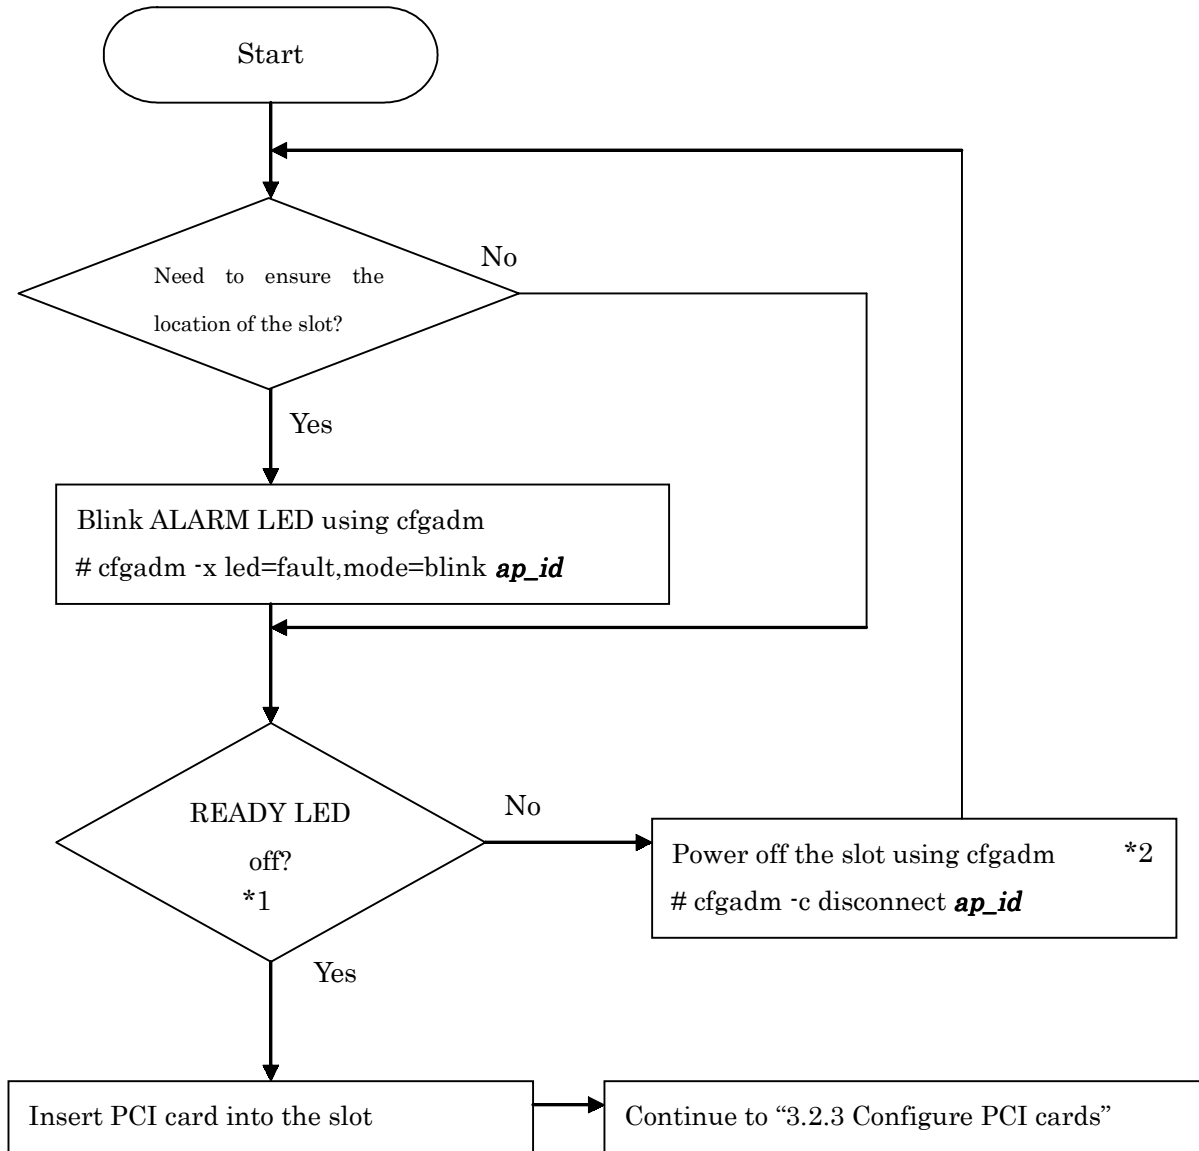 Start
No
Need to ensure the
location of the slot?
Yes
Blink ALARM LED using cfgadm
# cfgadm -x led=fault,mode=blink ap_id
READY LED
off?
*1
No
Power off the slot using cfgadm *2
# cfgadm -c disconnect ap_id
Yes
Insert PCI card into the slot
Continue to “3.2.3 Configure PCI cards”